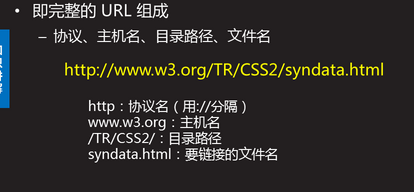 • 即完整的 URL 组成
– 协议、主机名、目录路径、文件名
http://www.w3.org/TR/CSS2/syndata.html
http：协议名（用://分隔）
www.w3.org：主机名
/TR/CSS2/：目录路径
syndata.html：要链接的文件名